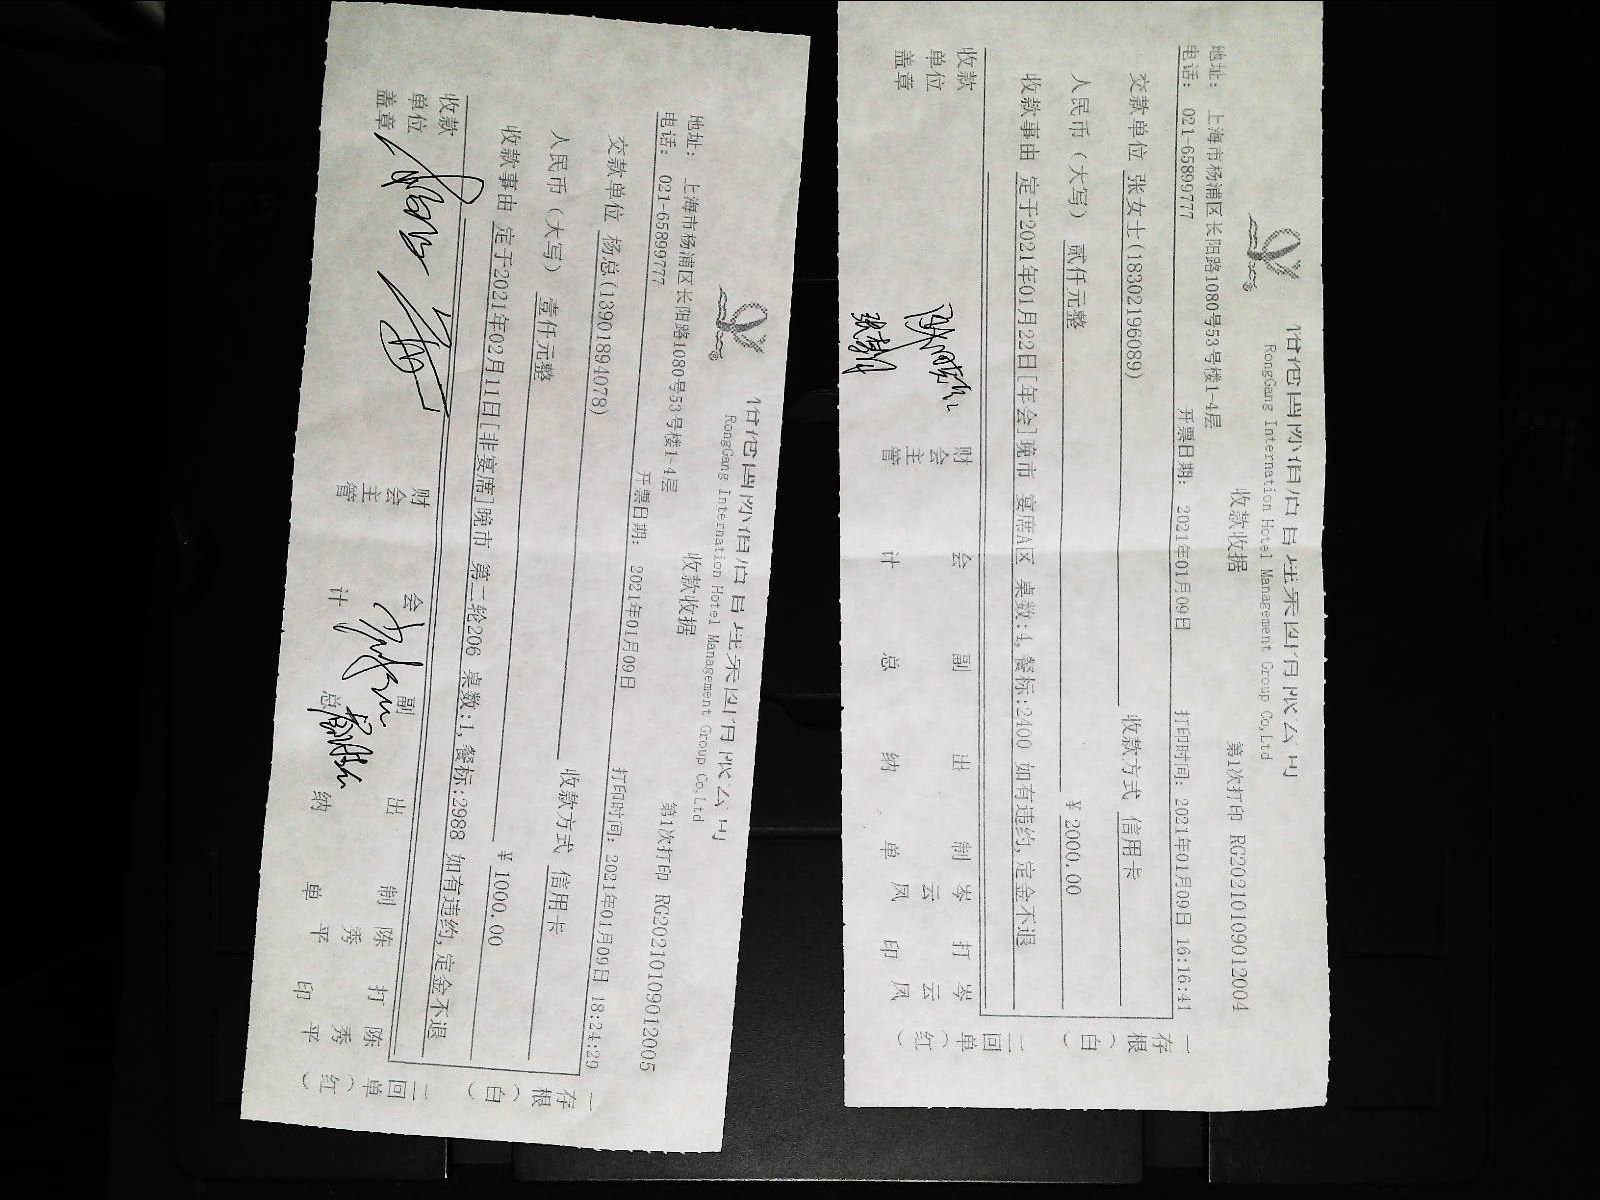 RongGang International Hotel Management Group Co,Ltd
收款收据
第1次打印 RG20210109012004
地址： 上海市杨浦区长阳路1080号53号楼1-4层
电话： 021-65899777 开票日期： 2021年01月09日 打印时间：2021年01月09日 16:16:41
交款单位 张女士(18302196089) 收款方式 信用卡
人民币（大写） 贰仟元整 ¥2000.00
收款事由 定于2021年01月22日[年会]晚市 宴席A区 桌数:4,餐标:2400 如有违约,定金不退
收款单位盖章 财会主管 会计 副总 出纳 制单 岑云凤 打印 岑云凤
一存根（白） 二回单（红）
RongGang International Hotel Management Group Co,Ltd
收款收据
第1次打印 RG20210109012005
地址： 上海市杨浦区长阳路1080号53号楼1-4层
电话： 021-65899777 开票日期： 2021年01月09日 打印时间：2021年01月09日 18:24:29
交款单位 杨总(13901894078) 收款方式 信用卡
人民币（大写） 壹仟元整 ¥1000.00
收款事由 定于2021年02月11日[非宴席]晚市 第二轮206 桌数:1,餐标:2988 如有违约,定金不退
收款单位盖章 财会主管 会计 副总 出纳 制单 陈秀平 打印 陈秀平
一存根（白） 二回单（红）